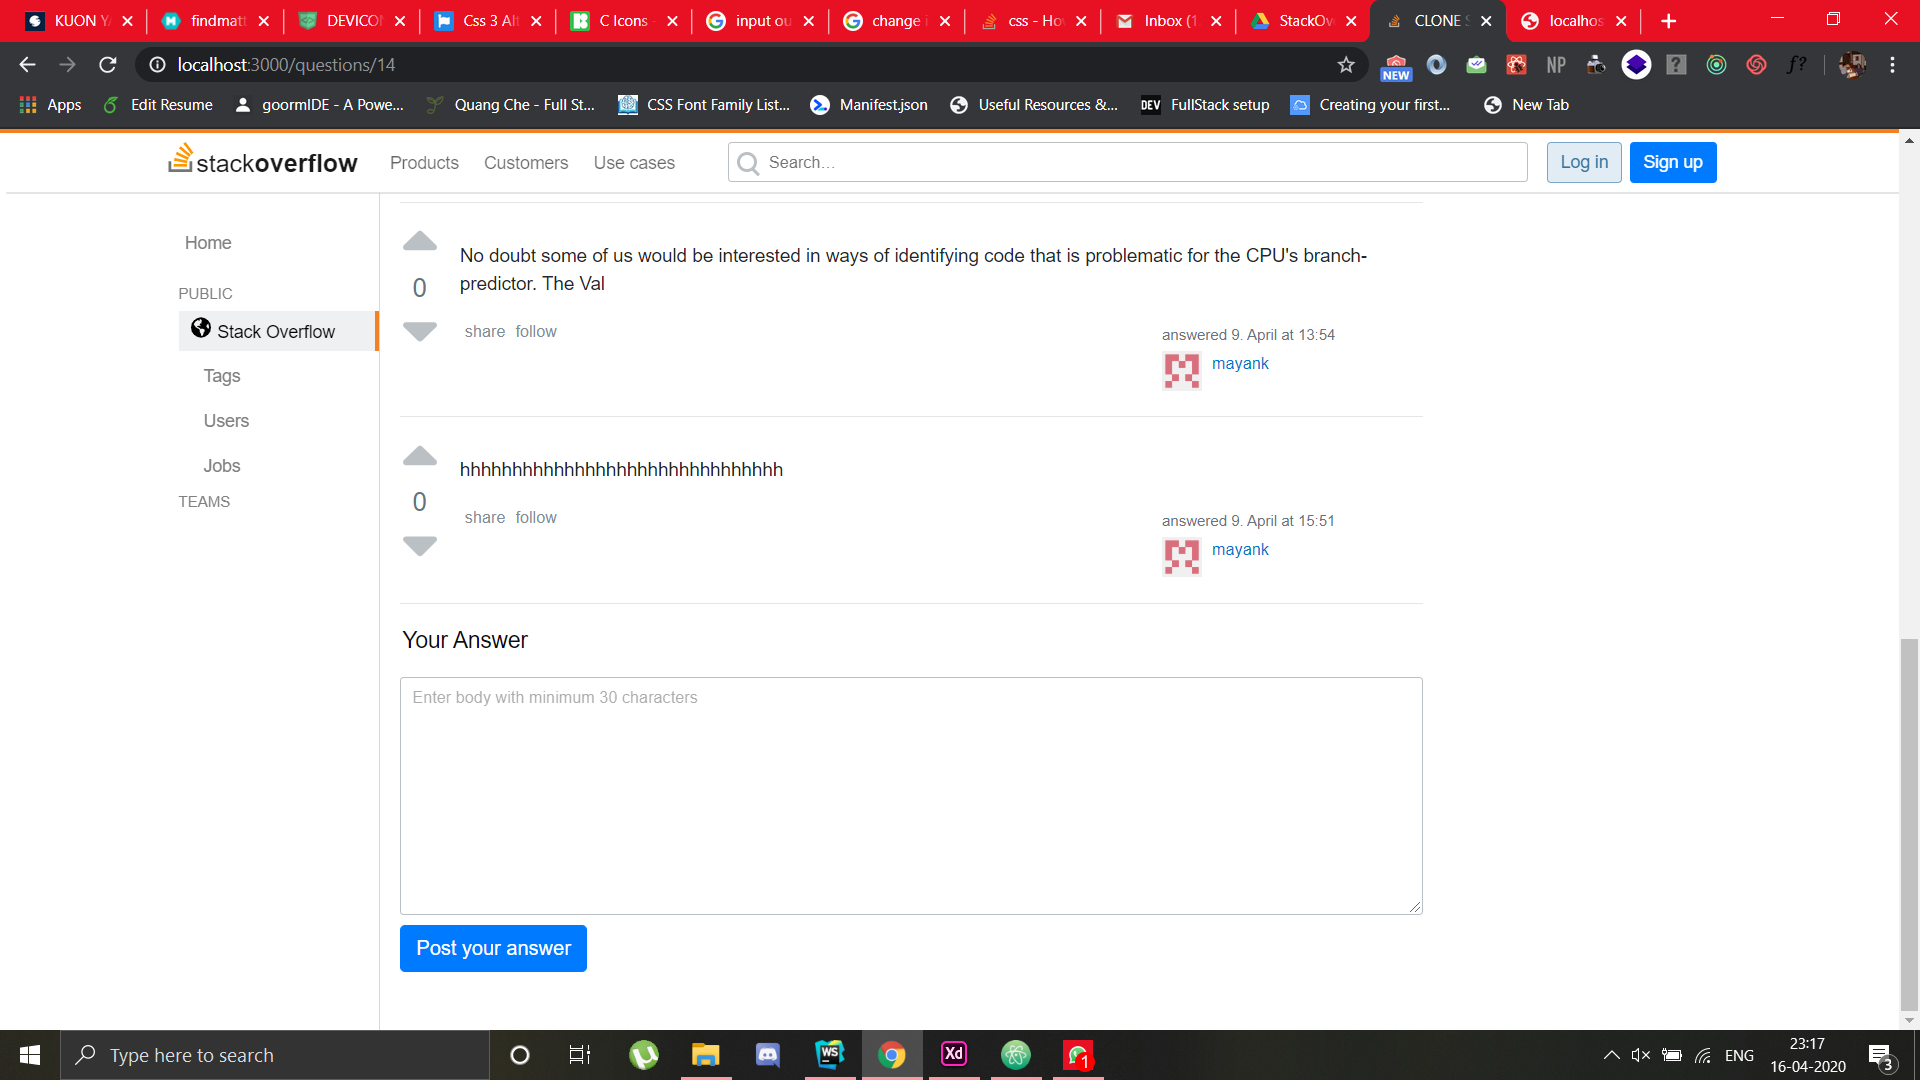 KUON
findmatt
DEVICON
Css 3 Alt
C Icons -
input ou
change i
css - Ho
Inbox (1
StackOv
CLONE S
localhos
localhost:3000/questions/14
NEW
NP
f?
Apps
Edit Resume
goormIDE - A Powe...
Quang Che - Full St...
CSS Font Family List...
Manifest.json
Useful Resources &...
DEV
FullStack setup
Creating your first...
New Tab
stackoverflow
Products
Customers
Use cases
Search...
Log in
Sign up
Home
PUBLIC
Stack Overflow
Tags
Users
Jobs
TEAMS
No doubt some of us would be interested in ways of identifying code that is problematic for the CPU's branch-
predictor. The Val
0
share follow
answered 9. April at 13:54
mayank
hhhhhhhhhhhhhhhhhhhhhhhhhhhhhhh
0
share follow
answered 9. April at 15:51
mayank
Your Answer
Enter body with minimum 30 characters
Post your answer
Type here to search
WS
Xd
1
ENG
23:17
16-04-2020
3